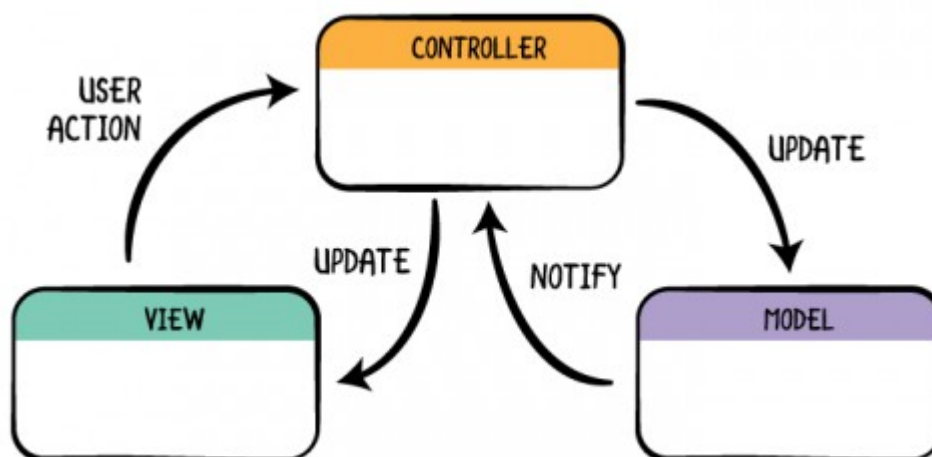 CONTROLLER
USER
ACTION
UPDATE
UPDATE
NOTIFY
VIEW
MODEL